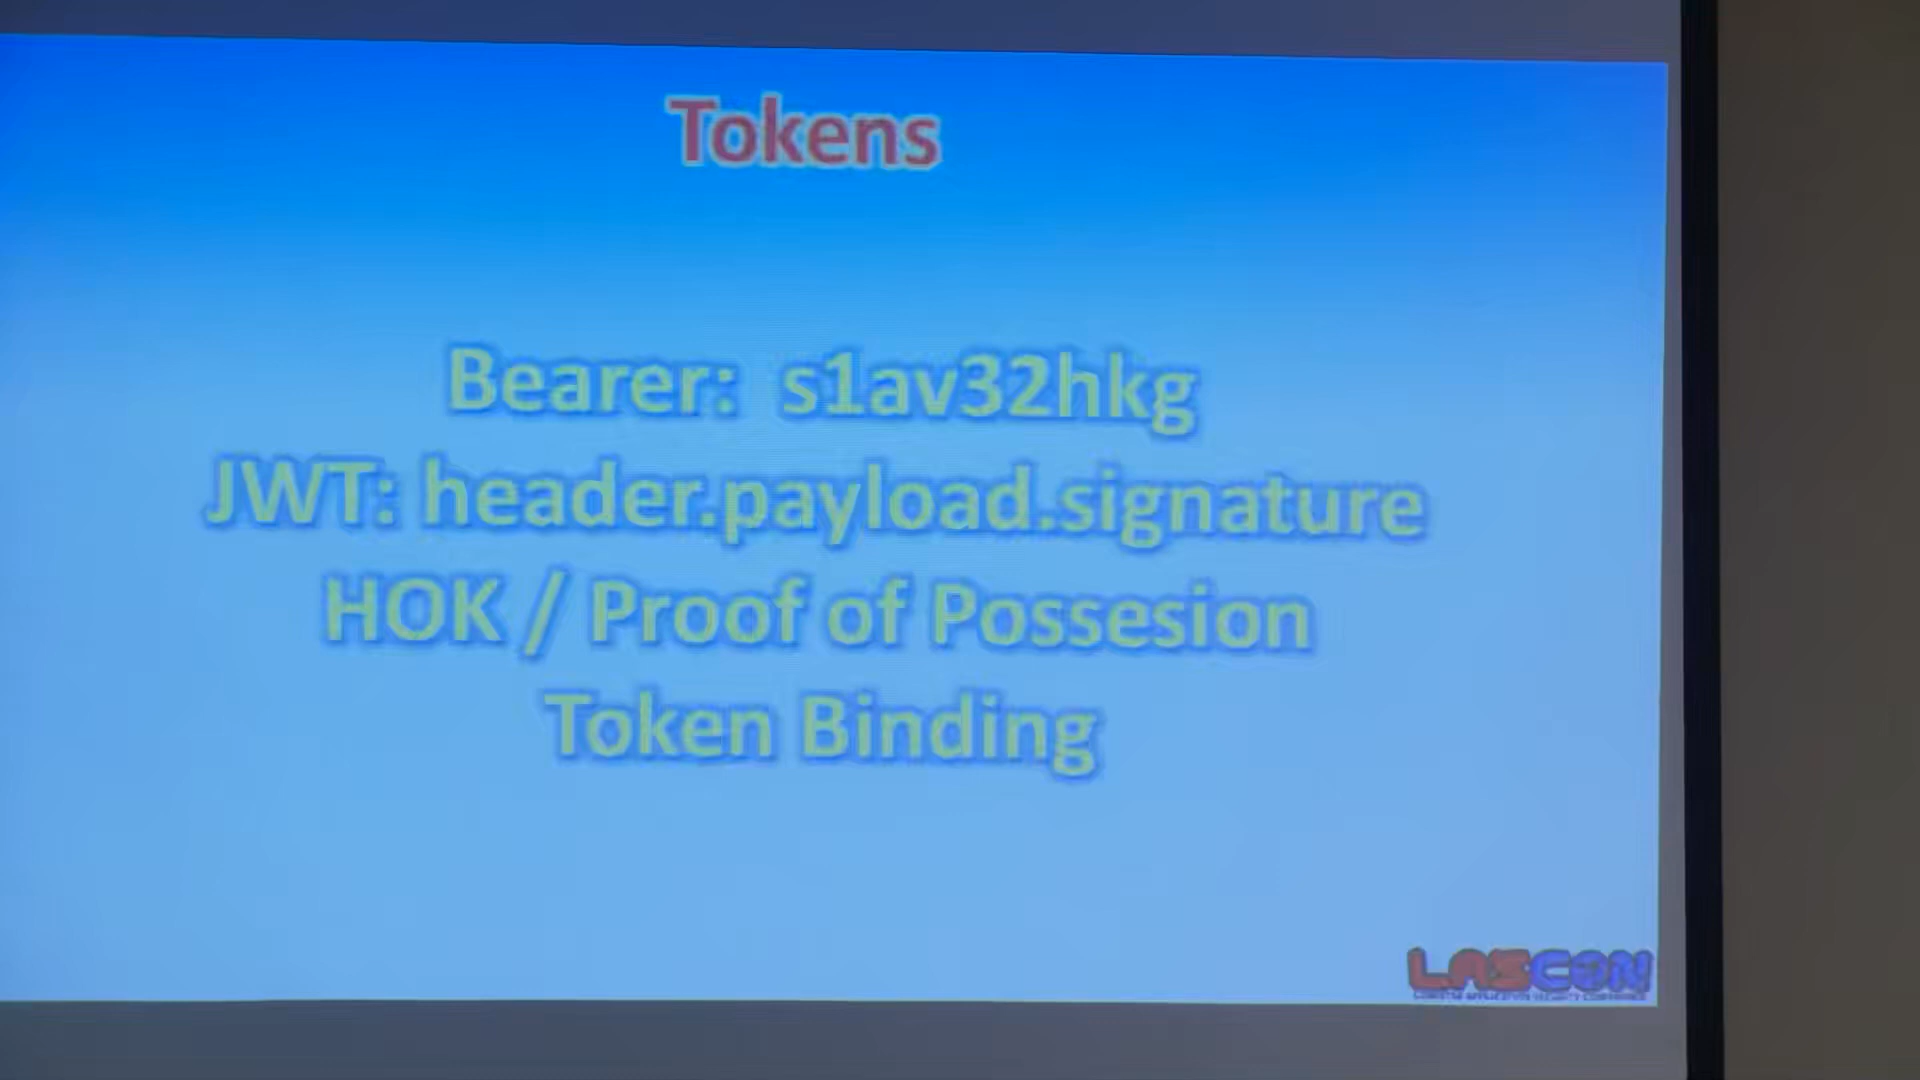 Tokens
Bearer: s1av32hkg
JWT: header.payload.signature
HOK / Proof of Possesion
Token Binding
LASCON